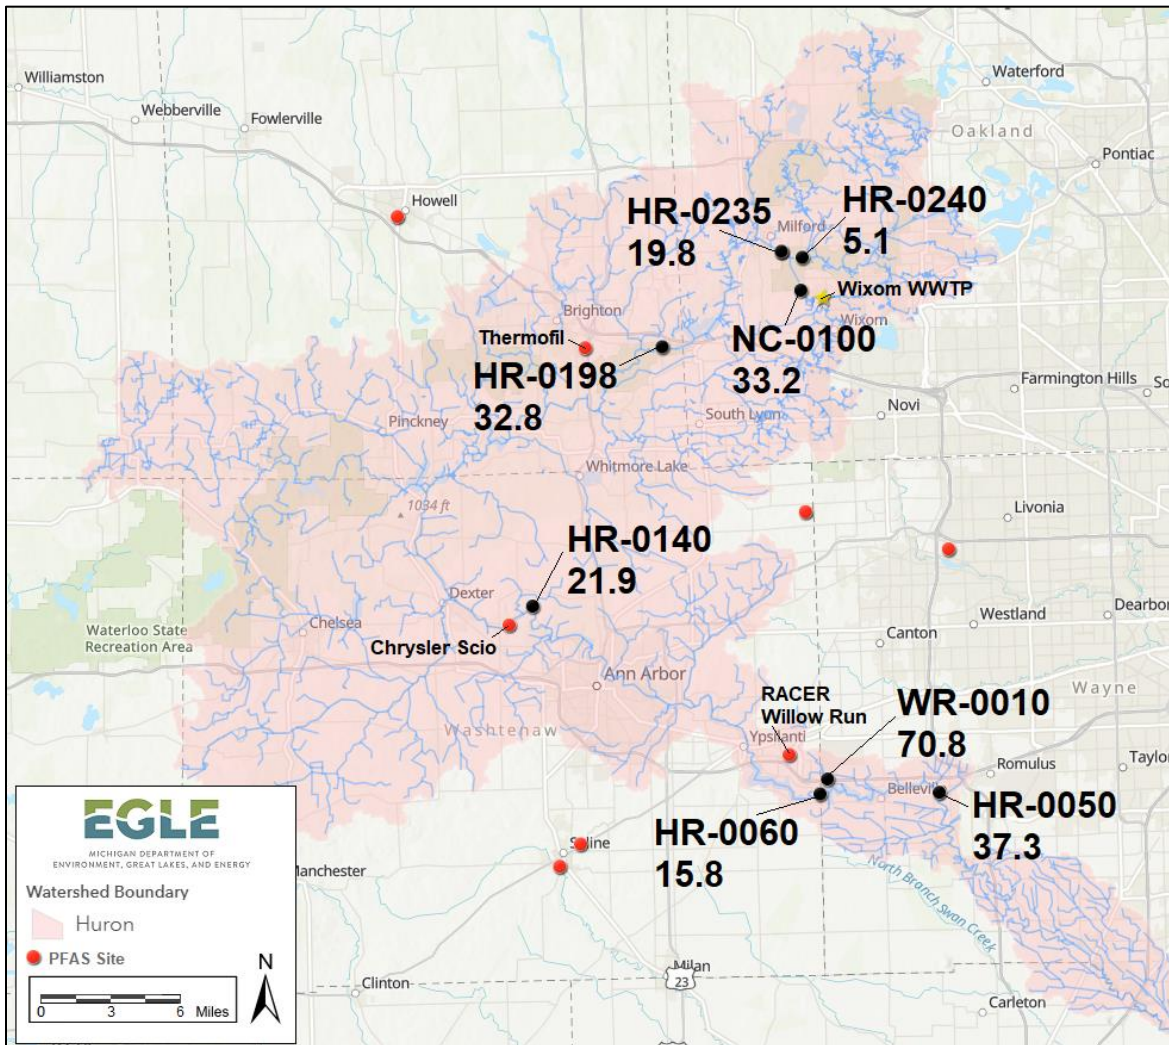 Williamston
Webberville
Fowlerville
Waterford
Oakland
Pontiac
Howell
HR-0235
19.8
Milford
HR-0240
5.1
Wixom WWTP
Wixom
Brighton
Thermofil
NC-0100
33.2
HR-0198
32.8
Farmington Hills
Novi
Pinckney
South Lyon
Whitmore Lake
1034 ft
Livonia
HR-0140
21.9
Dexter
Westland
Dearbor
Waterloo State
Recreation Area
Chelsea
Chrysler Scio
Canton
Ann Arbor
Wayne
Washtenaw
RACER
Willow Run
Ypsilanti
WR-0010
70.8
Romulus
Taylor
Belleville
HR-0060
15.8
HR-0050
37.3
EGLE
MICHIGAN DEPARTMENT OF
ENVIRONMENT, GREAT LAKES, AND ENERGY
Watershed Boundary
Huron
PFAS Site
N
0 3 6 Miles
Manchester
North Branch Swan Creek
Clinton
Milan
23
Carleton